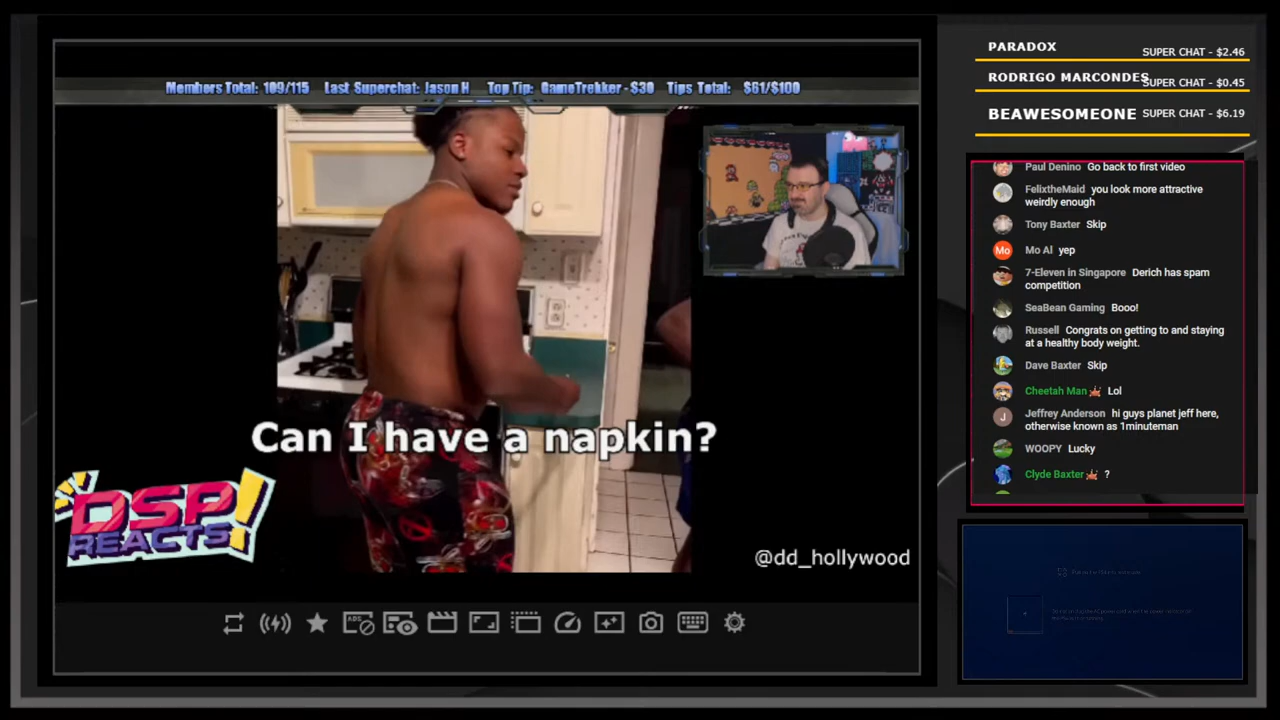 Members Total: 109/115 Last Superchat: Jason H Top Tip: GameTrekker - $30 Tips Total: $61/$100
Can I have a napkin?
DSP!
REACTS
@dd_hollywood
ADS
PARADOX SUPER CHAT - $2.46
RODRIGO MARCONDES SUPER CHAT - $0.45
BEAWESOMEONE SUPER CHAT - $6.19
Paul Denino Go back to first video
FelixtheMaid you look more attractive
weirdly enough
Tony Baxter Skip
Mo Mo Al yep
7-Eleven in Singapore Derich has spam
competition
SeaBean Gaming Booo!
Russell Congrats on getting to and staying
at a healthy body weight.
Dave Baxter Skip
Cheetah Man Lol
J Jeffrey Anderson hi guys planet jeff here,
otherwise known as 1minuteman
WOOPY Lucky
Clyde Baxter ?